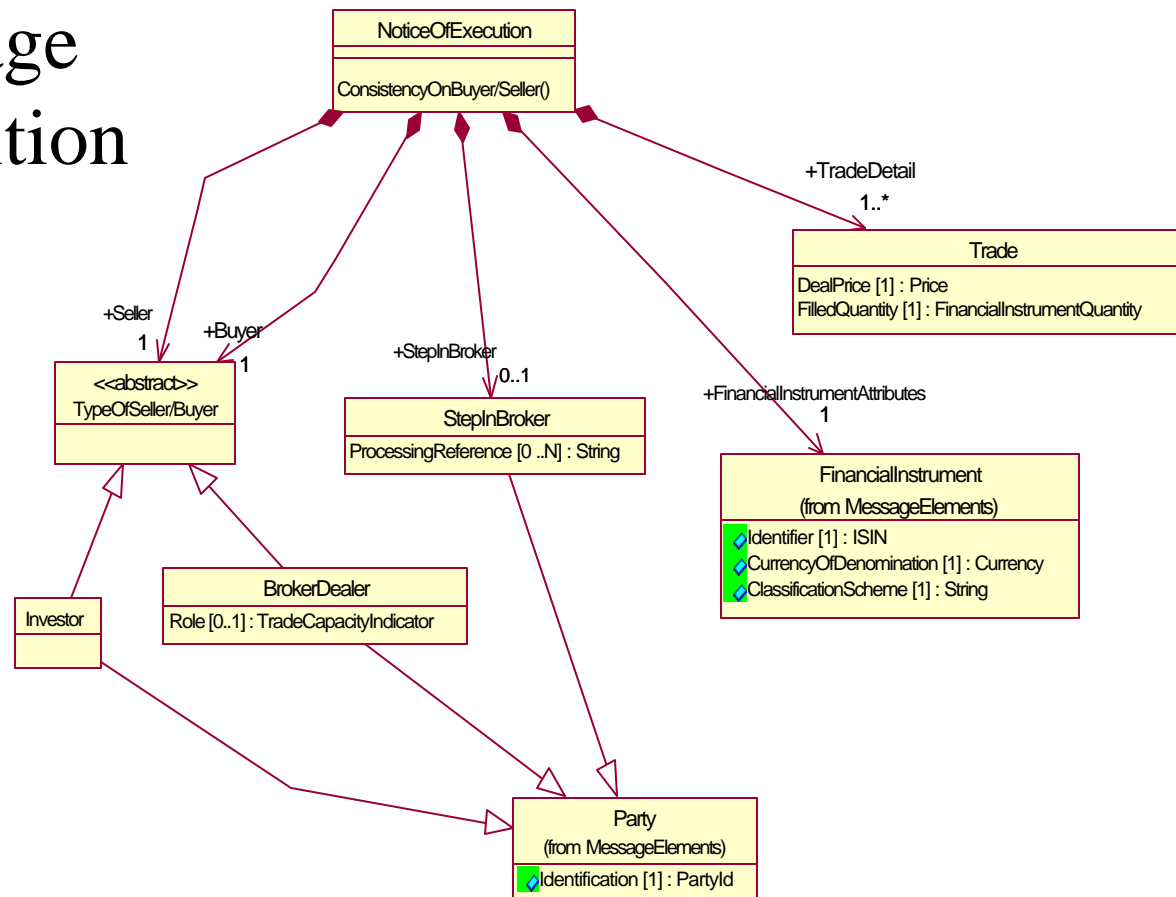 age
ition
NoticeOfExecution
ConsistencyOnBuyer/Seller()
+TradeDetail
1..*
Trade
DealPrice [1] : Price
FilledQuantity [1] : FinancialInstrumentQuantity
+Seller
1
+Buyer
1
+StepInBroker
0..1
+FinancialInstrumentAttributes
1
<<abstract>>
TypeOfSeller/Buyer
StepInBroker
ProcessingReference [0 ..N] : String
FinancialInstrument
(from MessageElements)
Identifier [1] : ISIN
CurrencyOfDenomination [1] : Currency
ClassificationScheme [1] : String
BrokerDealer
Role [0..1] : TradeCapacityIndicator
Investor
Party
(from MessageElements)
Identification [1] : PartyId